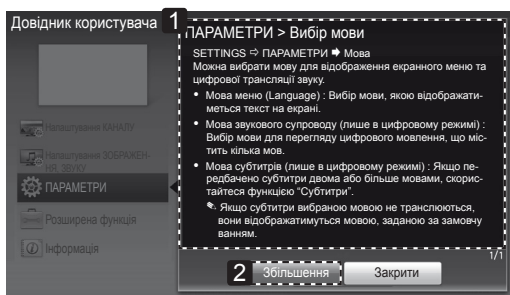 Довідник користувача
1
ПАРАМЕТРИ > Вибір мови
SETTINGS ⇨ ПАРАМЕТРИ ➡ Мова
Можна вибрати мову для відображення екранного меню та
цифрової трансляції звуку.
• Мова меню (Language) : Вибір мови, якою відображати-
меться текст на екрані.
• Мова звукового супроводу (лише в цифровому режимі) :
Вибір мови для перегляду цифрового мовлення, що міс-
тить кілька мов.
• Мова субтитрів (лише в цифровому режимі) : Якщо пе-
редбачено субтитри двома або більше мовами, скорис-
тайтеся функцією “Субтитри”.
✎ Якщо субтитри вибраною мовою не транслюються,
вони відображатимуться мовою, заданою за замовчу
ванням.
Налаштування КАНАЛУ
Налаштування ЗОБРАЖЕН-
НЯ, ЗВУКУ
ПАРАМЕТРИ
Розширена функція
Інформація
1/1
2
Збільшення
Закрити